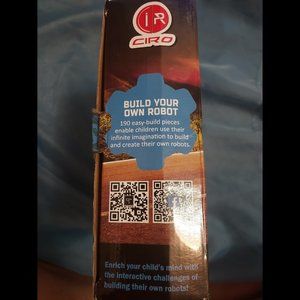 CIRO
BUILD YOUR
OWN ROBOT
190 easy-build pieces
enable children use their
infinite imagination to build
and create their own robots.
Enrich your child's mind with
the interactive challenges of
building their own robots!